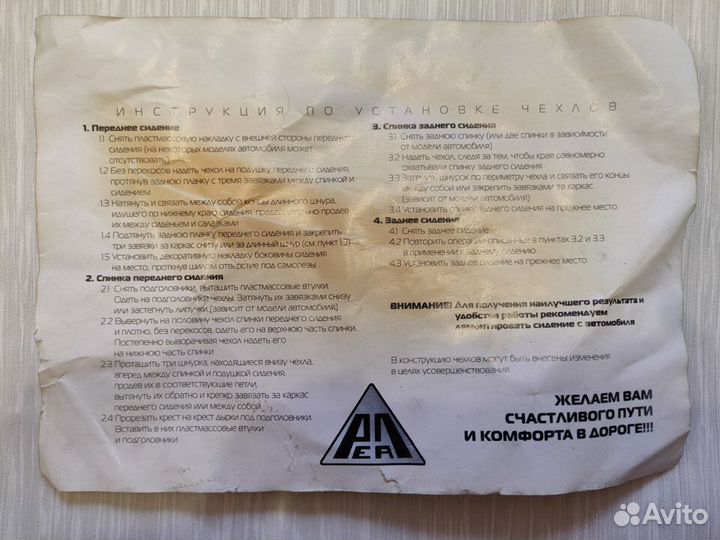 ИНСТРУКЦИЯ ПО УСТАНОВКЕ ЧЕХЛОВ
1. Переднее сидение
1.1 Снять пластмассовую накладку с внешней стороны переднего
сидения (на некоторых моделях автомобиля может
отсутствовать)
1.2 Без перекосов надеть чехол на подушку переднего сидения,
протянув заднюю планку с тремя завязками между спинкой и
сидением
1.3 Натянуть и связать между собой концы длинного шнура,
идущего по нижнему краю сидения, предварительно продев
их между сиденьем и салазками
1.4 Подтянуть заднюю планку переднего сидения и закрепить
три завязки за каркас снизу или за длинный шнур (см. пункт 1.3)
1.5 Установить декоративную накладку боковины сидения
на место, проткнув шилом отверстие под саморезы
2. Спинка переднего сидения
2.1 Снять подголовники, вытащить пластмассовые втулки.
Одеть на подголовники чехлы. Затянуть их завязками снизу
или застегнуть липучки (зависит от модели автомобиля)
2.2 Вывернуть на половину чехол спинки переднего сидения
и плотно, без перекосов, одеть его на верхнюю часть спинки.
Постепенно выворачивая чехол надеть его
на нижнюю часть спинки
2.3 Протащить три шнурка, находящиеся внизу чехла,
вперед между спинкой и подушкой сидения,
продев их в соответствующие петли,
вытянуть их обратно и крепко завязать за каркас
переднего сидения или между собой
2.4 Прорезать крест на крест дырки под подголовники.
Вставить в них пластмассовые втулки
и подголовники
3. Спинка заднего сидения
3.1 Снять заднюю спинку (или две спинки в зависимости
от модели автомобиля)
3.2 Надеть чехол, следя за тем, чтобы края равномерно
охватывали спинку заднего сидения
3.3 Затянуть шнурок по периметру чехла и связать его концы
между собой или закрепить завязками за каркас
(зависит от модели автомобиля)
3.4 Установить спинку заднего сидения на прежнее место
4. Заднее сидение
4.1 Снять заднее сидение
4.2 Повторить операции описанные в пунктах 3.2 и 3.3
в применении к заднему сидению
4.3 Установить заднее сидение на прежнее место
ВНИМАНИЕ! Для получения наилучшего результата и
удобства работы рекомендуем
демонтировать сидение с автомобиля
В конструкцию чехлов могут быть внесены изменения
в целях усовершенствования.
ЖЕЛАЕМ ВАМ
СЧАСТЛИВОГО ПУТИ
И КОМФОРТА В ДОРОГЕ!!!
Avito